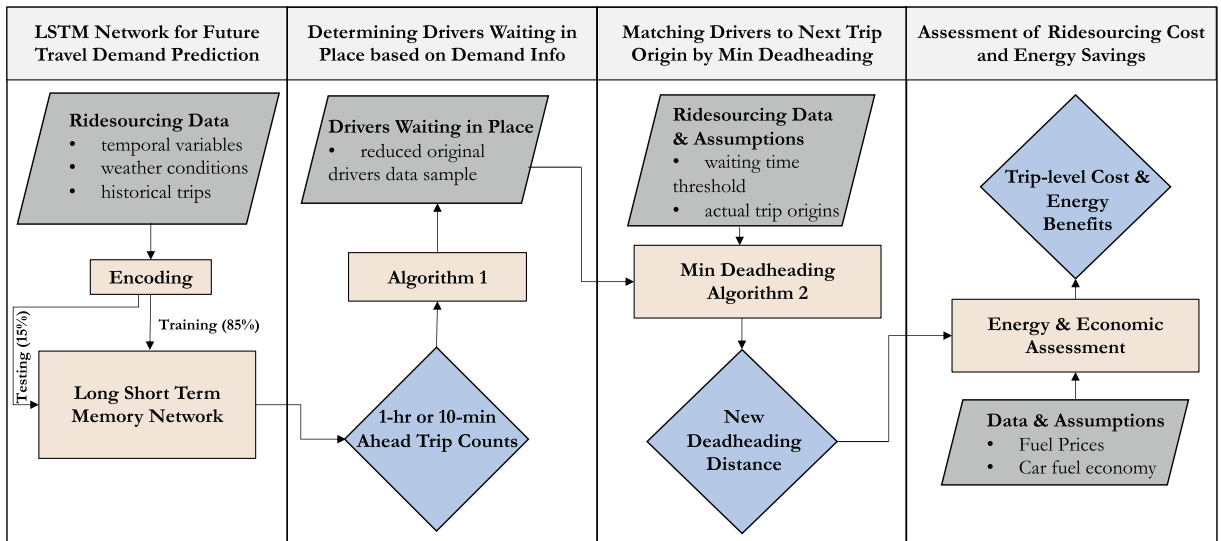 LSTM Network for Future
Travel Demand Prediction
Ridesourcing Data
• temporal variables
• weather conditions
• historical trips
Encoding
Training (85%)
Testing (15%)
Long Short Term
Memory Network
Determining Drivers Waiting in
Place based on Demand Info
Drivers Waiting in Place
• reduced original
drivers data sample
Algorithm 1
1-hr or 10-min
Ahead Trip Counts
Matching Drivers to Next Trip
Origin by Min Deadheading
Ridesourcing Data
& Assumptions
• waiting time
threshold
• actual trip origins
Min Deadheading
Algorithm 2
New
Deadheading
Distance
Assessment of Ridesourcing Cost
and Energy Savings
Trip-level Cost &
Energy
Benefits
Energy & Economic
Assessment
Data & Assumptions
• Fuel Prices
• Car fuel economy